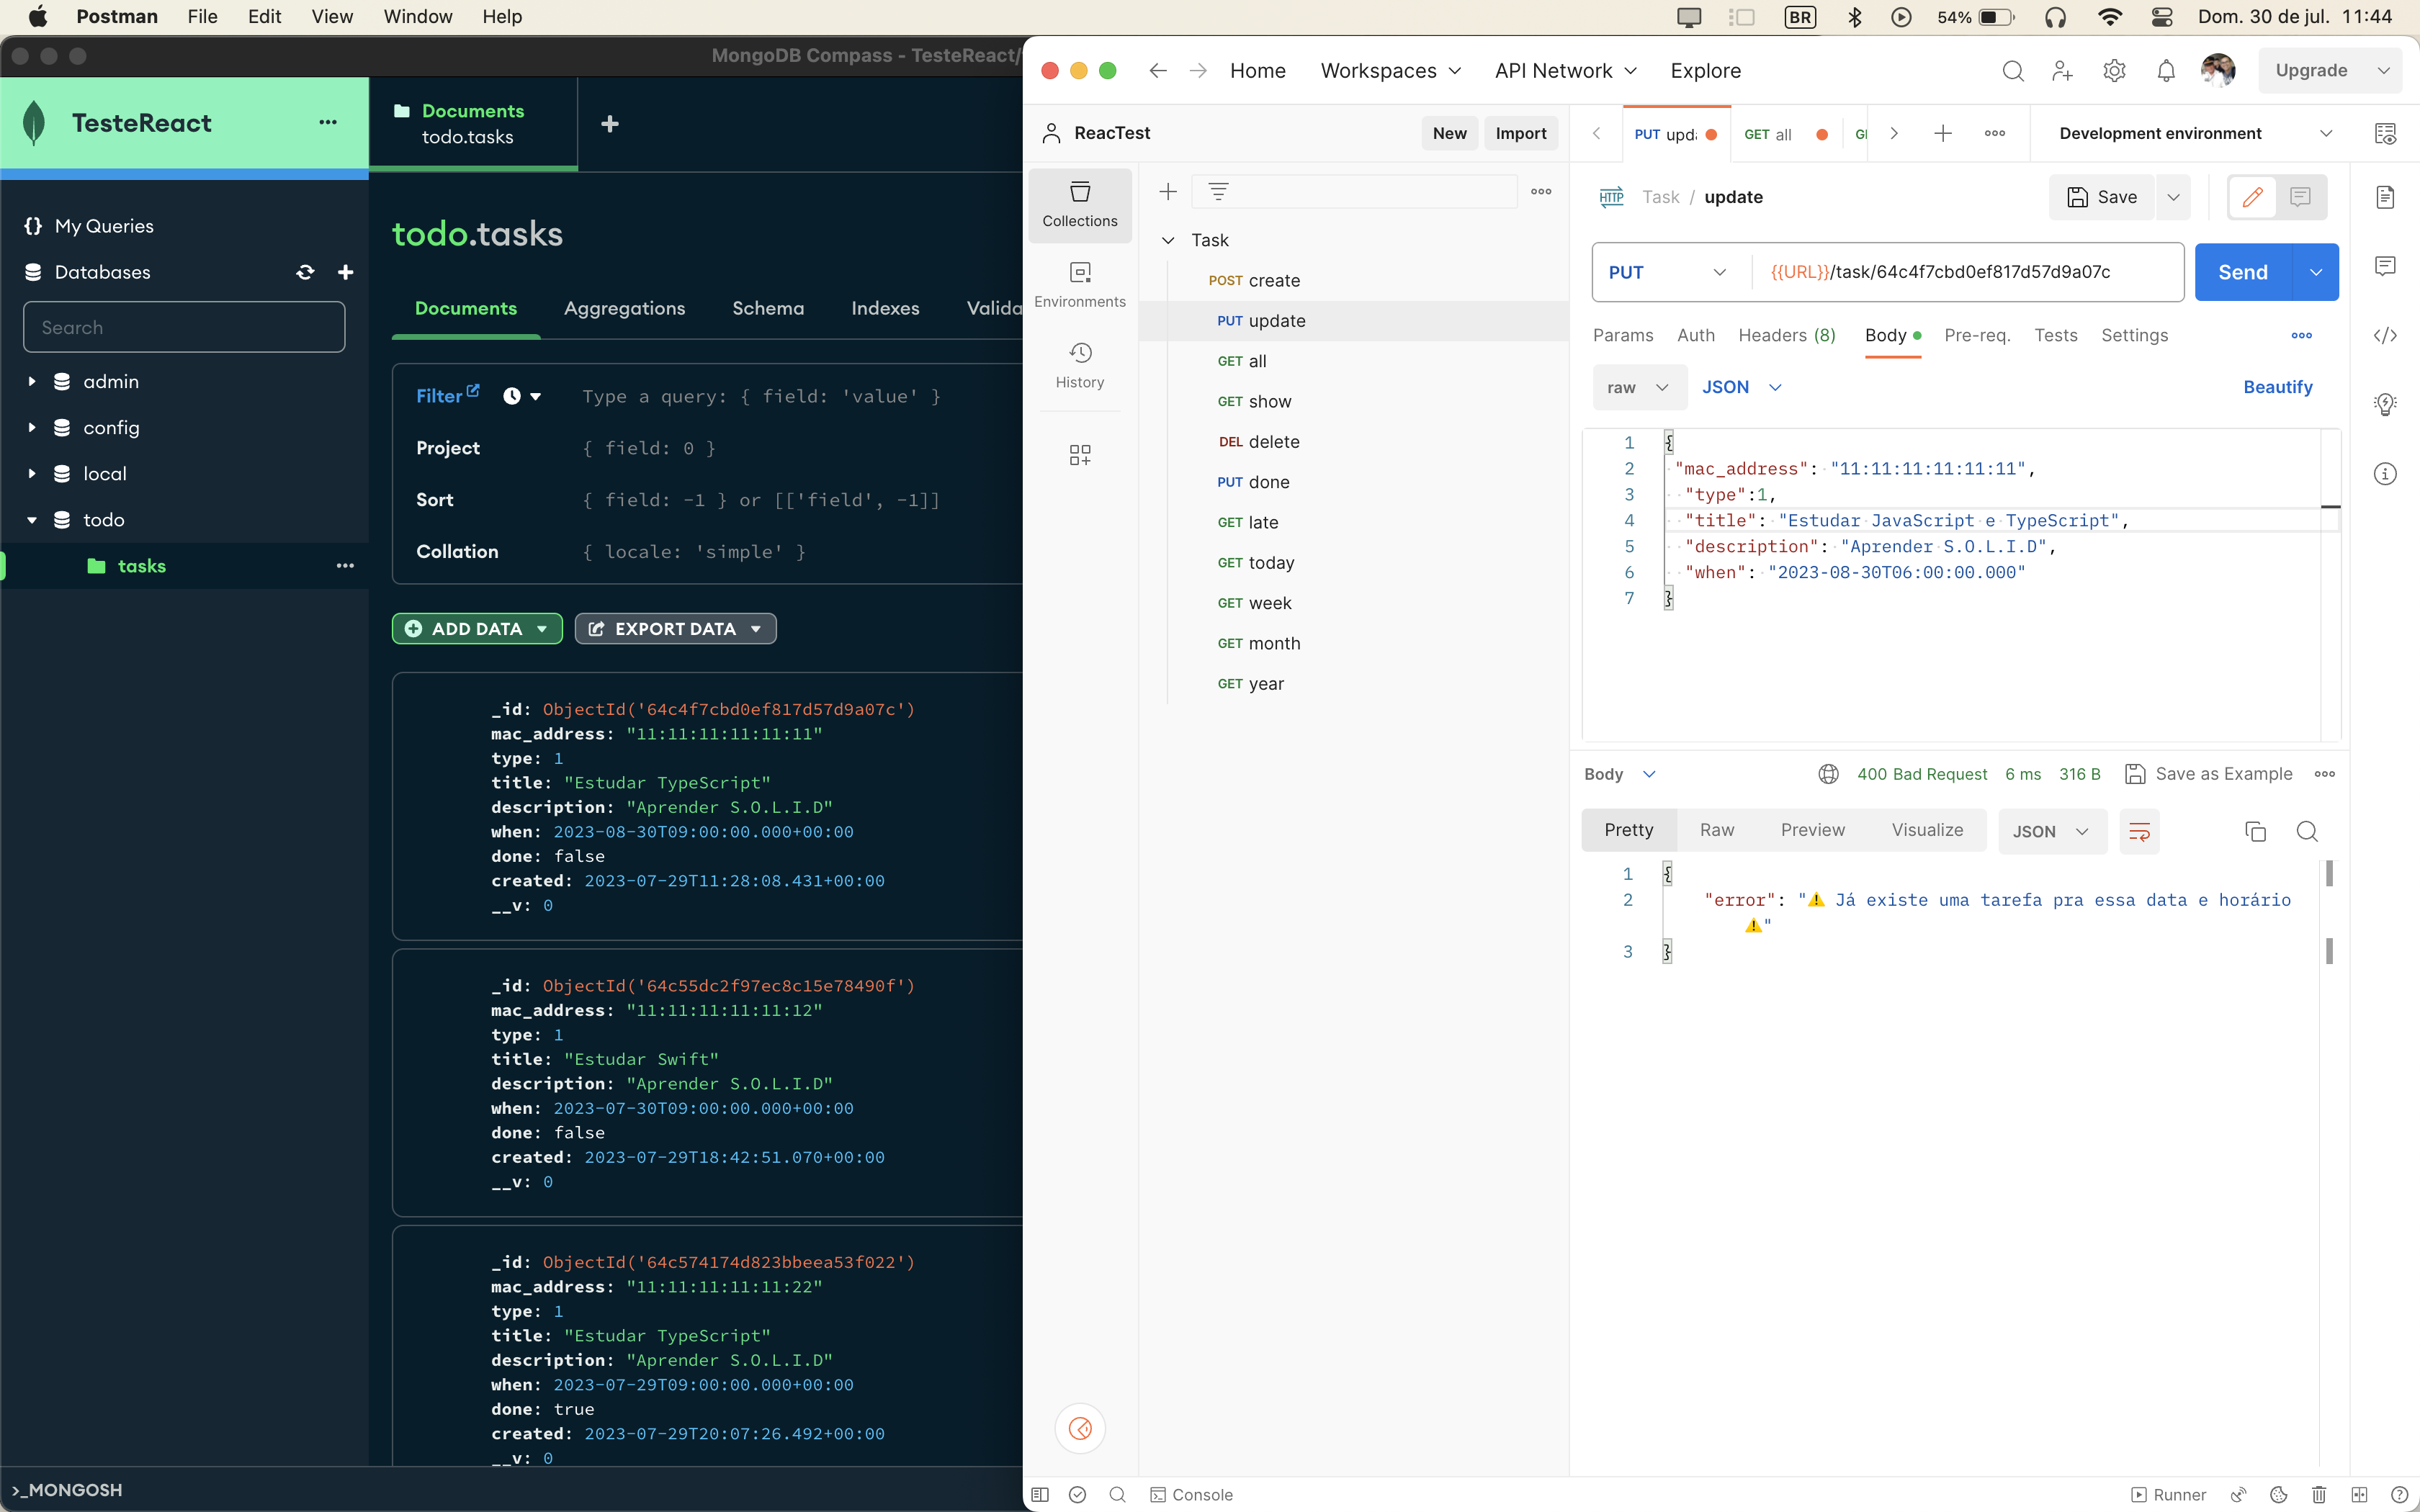 Postman File Edit View Window Help
BR 54% Dom. 30 de jul. 11:44
MongoDB Compass - TesteReact/
TesteReact
Documents
todo.tasks
My Queries
Databases
Search
admin
config
local
todo
tasks
todo.tasks
Documents Aggregations Schema Indexes Valida
Filter Type a query: { field: 'value' }
Project { field: 0 }
Sort { field: -1 } or [['field', -1]]
Collation { locale: 'simple' }
ADD DATA EXPORT DATA
_id: ObjectId('64c4f7cbd0ef817d57d9a07c')
mac_address: "11:11:11:11:11:11"
type: 1
title: "Estudar TypeScript"
description: "Aprender S.O.L.I.D"
when: 2023-08-30T09:00:00.000+00:00
done: false
created: 2023-07-29T11:28:08.431+00:00
__v: 0
_id: ObjectId('64c55dc2f97ec8c15e78490f')
mac_address: "11:11:11:11:11:12"
type: 1
title: "Estudar Swift"
description: "Aprender S.O.L.I.D"
when: 2023-07-30T09:00:00.000+00:00
done: false
created: 2023-07-29T18:42:51.070+00:00
__v: 0
_id: ObjectId('64c574174d823bbeea53f022')
mac_address: "11:11:11:11:11:22"
type: 1
title: "Estudar TypeScript"
description: "Aprender S.O.L.I.D"
when: 2023-07-29T09:00:00.000+00:00
done: true
created: 2023-07-29T20:07:26.492+00:00
__v: 0
>_MONGOSH
Home Workspaces API Network Explore
Upgrade
ReacTest New Import
PUT upd GET all GI
Development environment
Collections
Environments
History
Task
POST create
PUT update
GET all
GET show
DEL delete
PUT done
GET late
GET today
GET week
GET month
GET year
HTTP Task / update
Save
PUT {{URL}}/task/64c4f7cbd0ef817d57d9a07c
Send
Params Auth Headers (8) Body Pre-req. Tests Settings
raw JSON Beautify
1 {
2 "mac_address": "11:11:11:11:11:11",
3 "type":1,
4 "title": "Estudar JavaScript e TypeScript",
5 "description": "Aprender S.O.L.I.D",
6 "when": "2023-08-30T06:00:00.000"
7 }
Body 400 Bad Request 6 ms 316 B Save as Example
Pretty Raw Preview Visualize JSON
1 {
2 "error": "⚠️ Já existe uma tarefa pra essa data e horário
⚠️"
3 }
Console
Runner